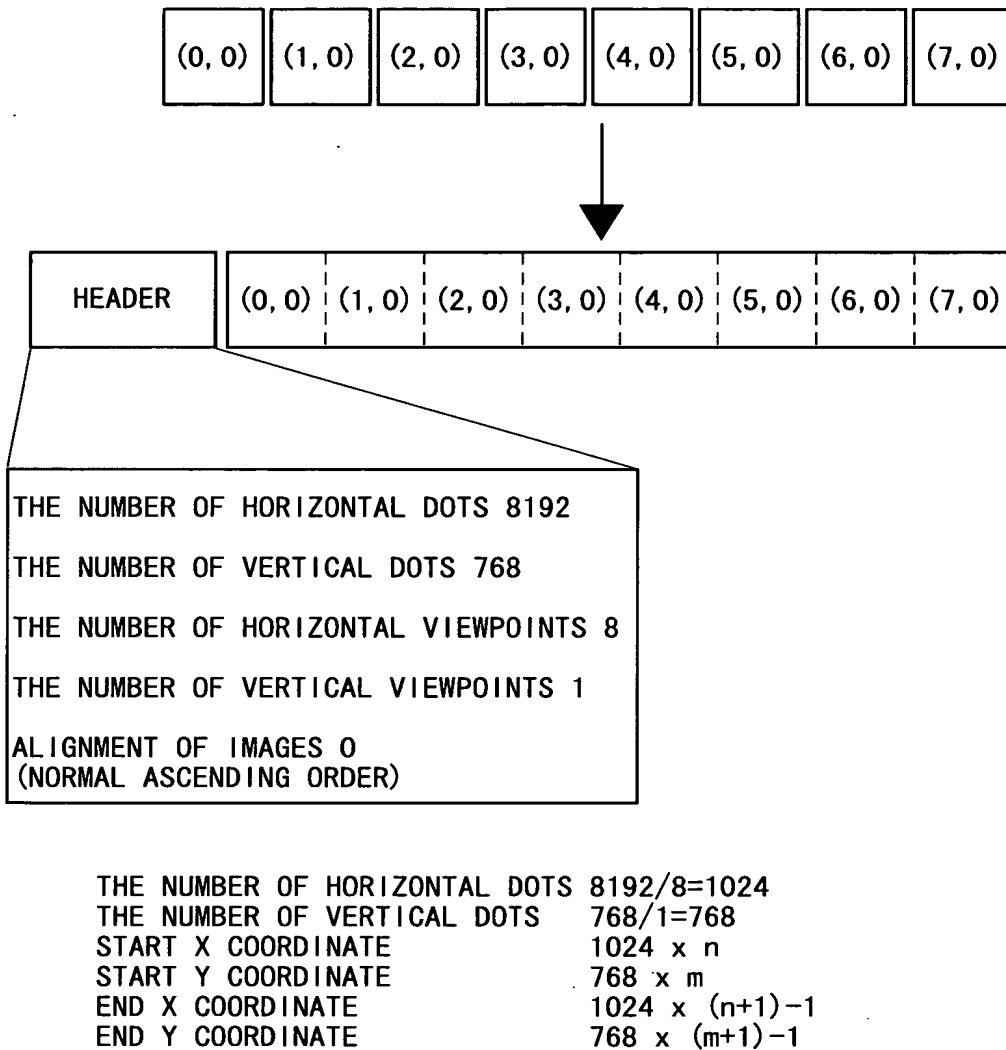 (0, 0) (1, 0) (2, 0) (3, 0) (4, 0) (5, 0) (6, 0) (7, 0)
HEADER (0, 0) (1, 0) (2, 0) (3, 0) (4, 0) (5, 0) (6, 0) (7, 0)
THE NUMBER OF HORIZONTAL DOTS 8192
THE NUMBER OF VERTICAL DOTS 768
THE NUMBER OF HORIZONTAL VIEWPOINTS 8
THE NUMBER OF VERTICAL VIEWPOINTS 1
ALIGNMENT OF IMAGES 0
(NORMAL ASCENDING ORDER)
THE NUMBER OF HORIZONTAL DOTS 8192/8=1024
THE NUMBER OF VERTICAL DOTS 768/1=768
START X COORDINATE 1024 x n
START Y COORDINATE 768 x m
END X COORDINATE 1024 x (n+1)-1
END Y COORDINATE 768 x (m+1)-1